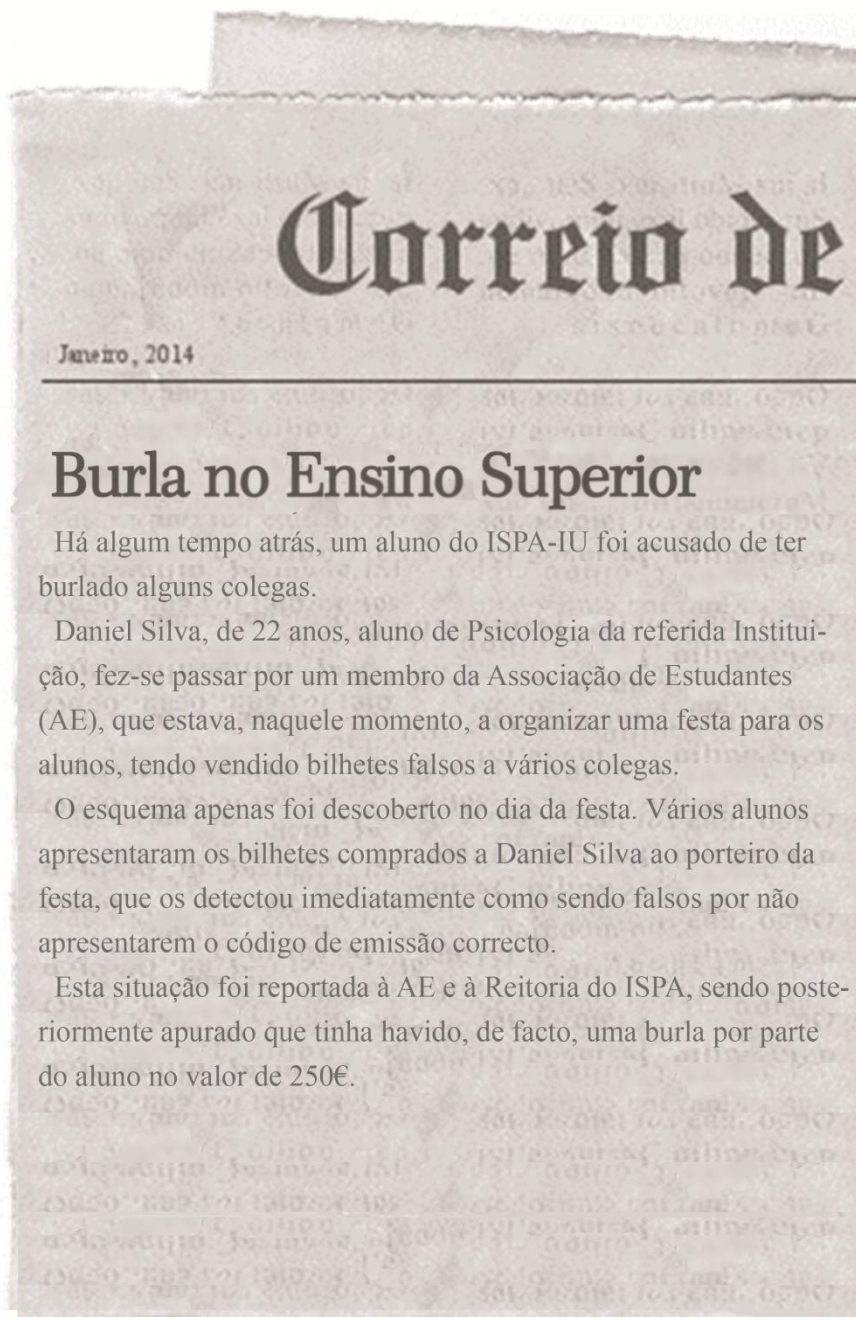 Correio de
Janeiro, 2014
Burla no Ensino Superior
Há algum tempo atrás, um aluno do ISPA-IU foi acusado de ter
burlado alguns colegas.
Daniel Silva, de 22 anos, aluno de Psicologia da referida Institui-
ção, fez-se passar por um membro da Associação de Estudantes
(AE), que estava, naquele momento, a organizar uma festa para os
alunos, tendo vendido bilhetes falsos a vários colegas.
O esquema apenas foi descoberto no dia da festa. Vários alunos
apresentaram os bilhetes comprados a Daniel Silva ao porteiro da
festa, que os detectou imediatamente como sendo falsos por não
apresentarem o código de emissão correcto.
Esta situação foi reportada à AE e à Reitoria do ISPA, sendo poste-
riormente apurado que tinha havido, de facto, uma burla por parte
do aluno no valor de 250€.